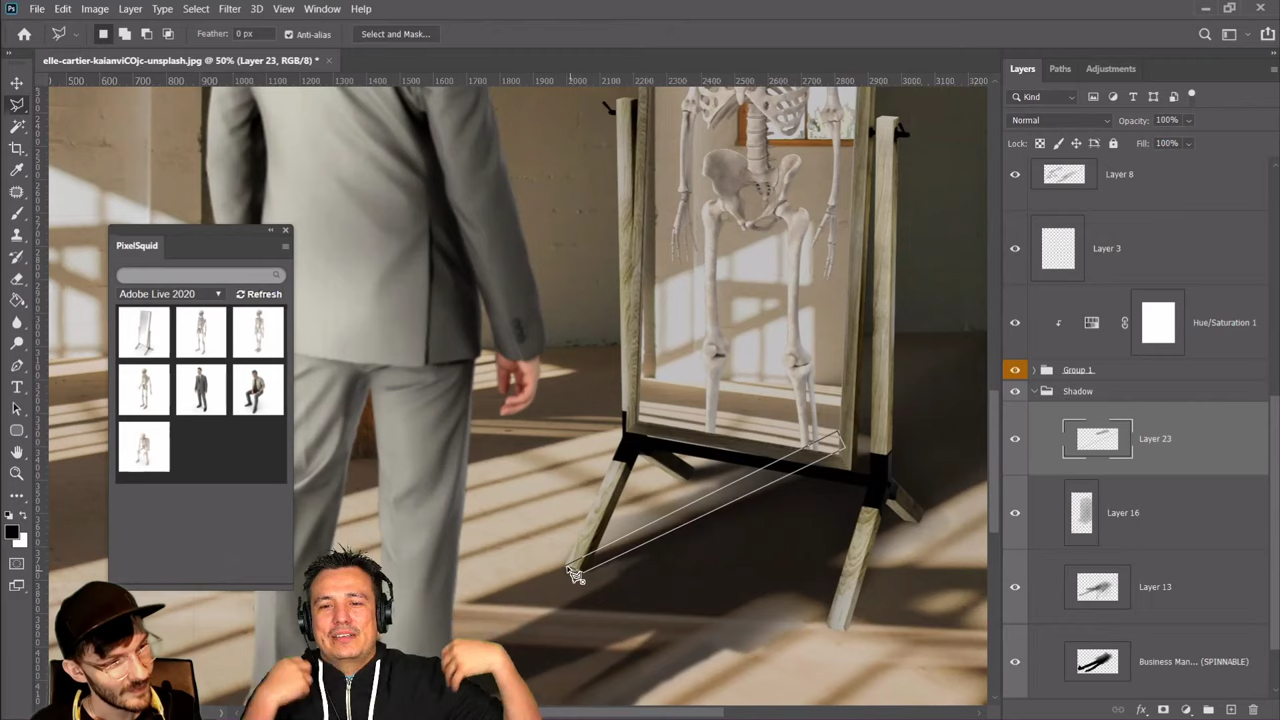 Ps File Edit Image Layer Type Select Filter 3D View Window Help
Feather: 0 px Anti-alias Select and Mask...
elle-cartier-kaianviCOjc-unsplash.jpg @ 50% (Layer 23, RGB/8) *
500 600 700 800 900 1000 1100 1200 1300 1400 1500 1600 1700 1800 1900 2000 2100 2200 2300 2400 2500 2600 2700 2800 2900 3000 3100 3200
Layers Paths Adjustments
Kind
Normal Opacity: 100%
Lock: Fill: 100%
Layer 8
Layer 3
Hue/Saturation 1
Group 1
Shadow
Layer 23
Layer 16
Layer 13
Business Man... (SPINNABLE)
PixelSquid
Adobe Live 2020 Refresh